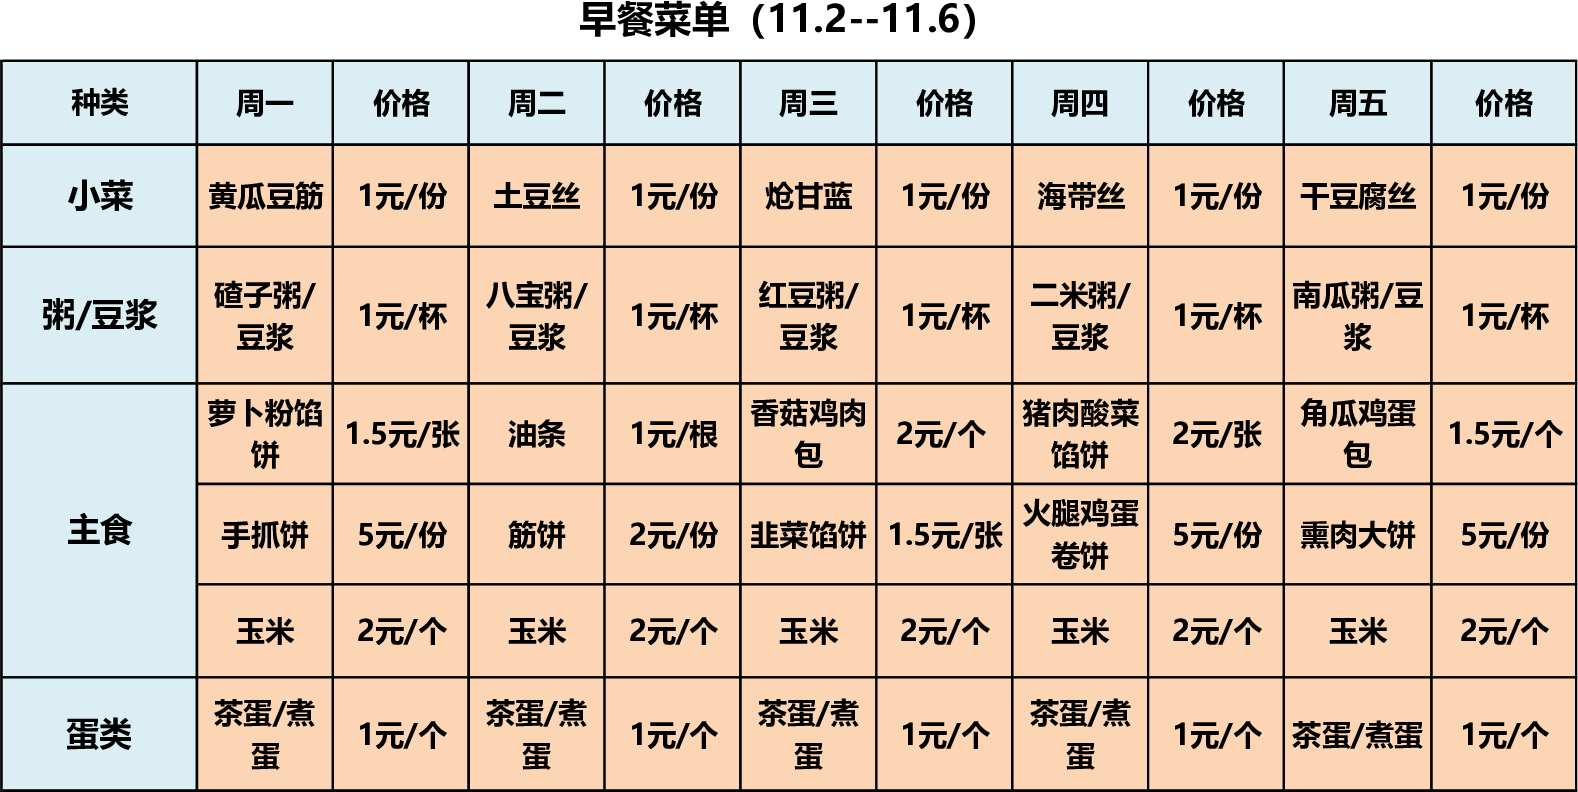 早餐菜单（11.2--11.6）
种类 周一 价格 周二 价格 周三 价格 周四 价格 周五 价格
小菜 黄瓜豆筋 1元/份 土豆丝 1元/份 炝甘蓝 1元/份 海带丝 1元/份 干豆腐丝 1元/份
粥/豆浆 碴子粥/豆浆 1元/杯 八宝粥/豆浆 1元/杯 红豆粥/豆浆 1元/杯 二米粥/豆浆 1元/杯 南瓜粥/豆浆 1元/杯
主食 萝卜粉馅饼 1.5元/张 油条 1元/根 香菇鸡肉包 2元/个 猪肉酸菜馅饼 2元/张 角瓜鸡蛋包 1.5元/个
手抓饼 5元/份 筋饼 2元/份 韭菜馅饼 1.5元/张 火腿鸡蛋卷饼 5元/份 熏肉大饼 5元/份
玉米 2元/个 玉米 2元/个 玉米 2元/个 玉米 2元/个 玉米 2元/个
蛋类 茶蛋/煮蛋 1元/个 茶蛋/煮蛋 1元/个 茶蛋/煮蛋 1元/个 茶蛋/煮蛋 1元/个 茶蛋/煮蛋 1元/个